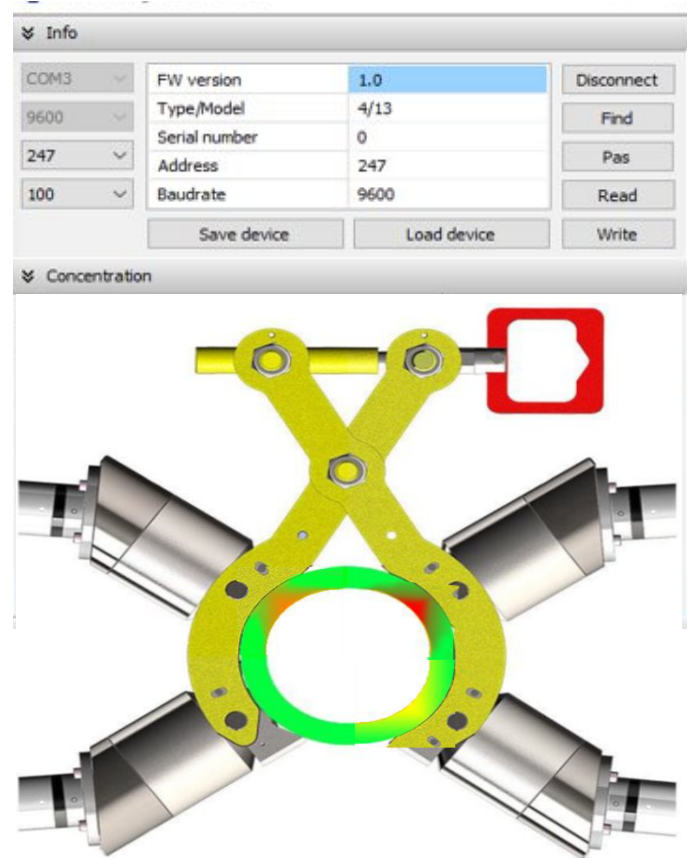 Info
COM3
9600
247
100
FW version 1.0
Type/Model 4/13
Serial number 0
Address 247
Baudrate 9600
Save device Load device
Disconnect
Find
Pas
Read
Write
Concentration